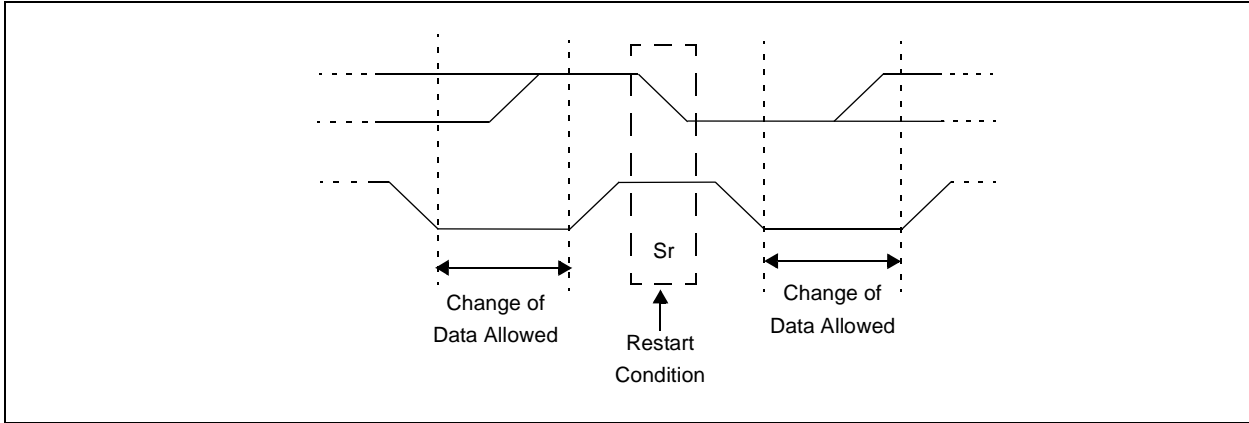 Sr
Change of
Data Allowed
Restart
Condition
Change of
Data Allowed